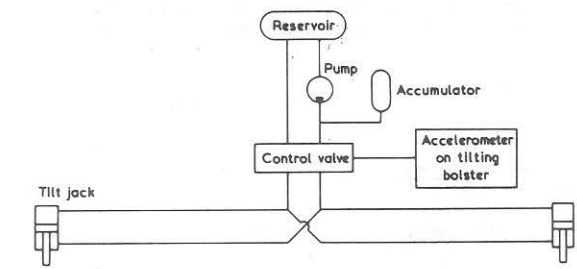 Reservoir
Pump
Accumulator
Control valve
Accelerometer
on tilting
bolster
Tilt jack